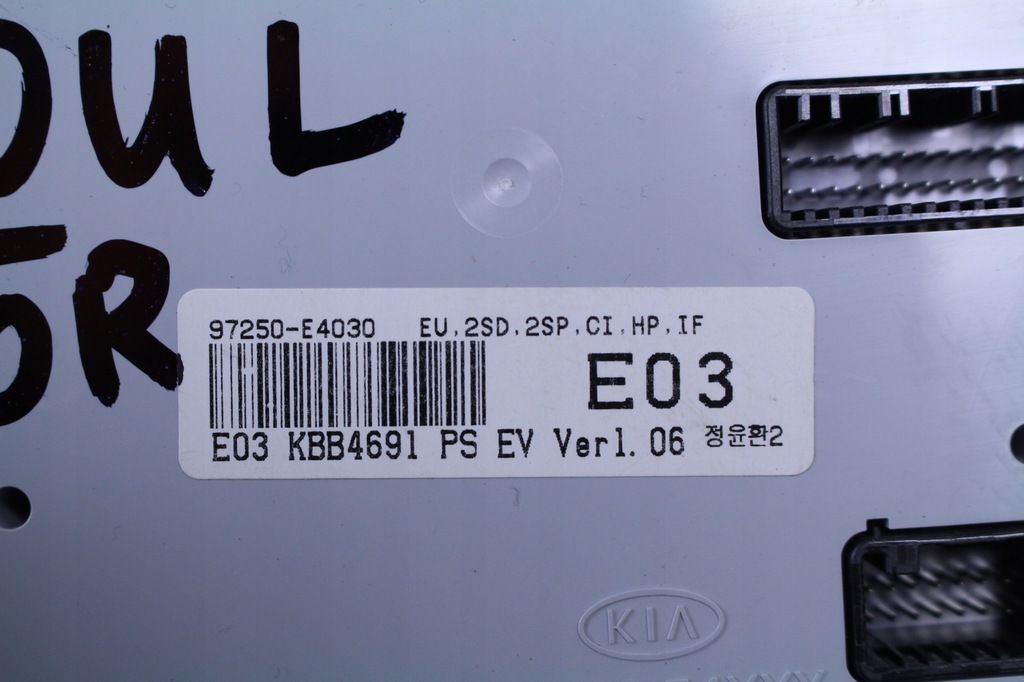 OUL
5R
97250-E4030 EU,2SD,2SP,CI,HP,IF
E03
E03 KBB4691 PS EV Ver1.06 정윤환2
KIA